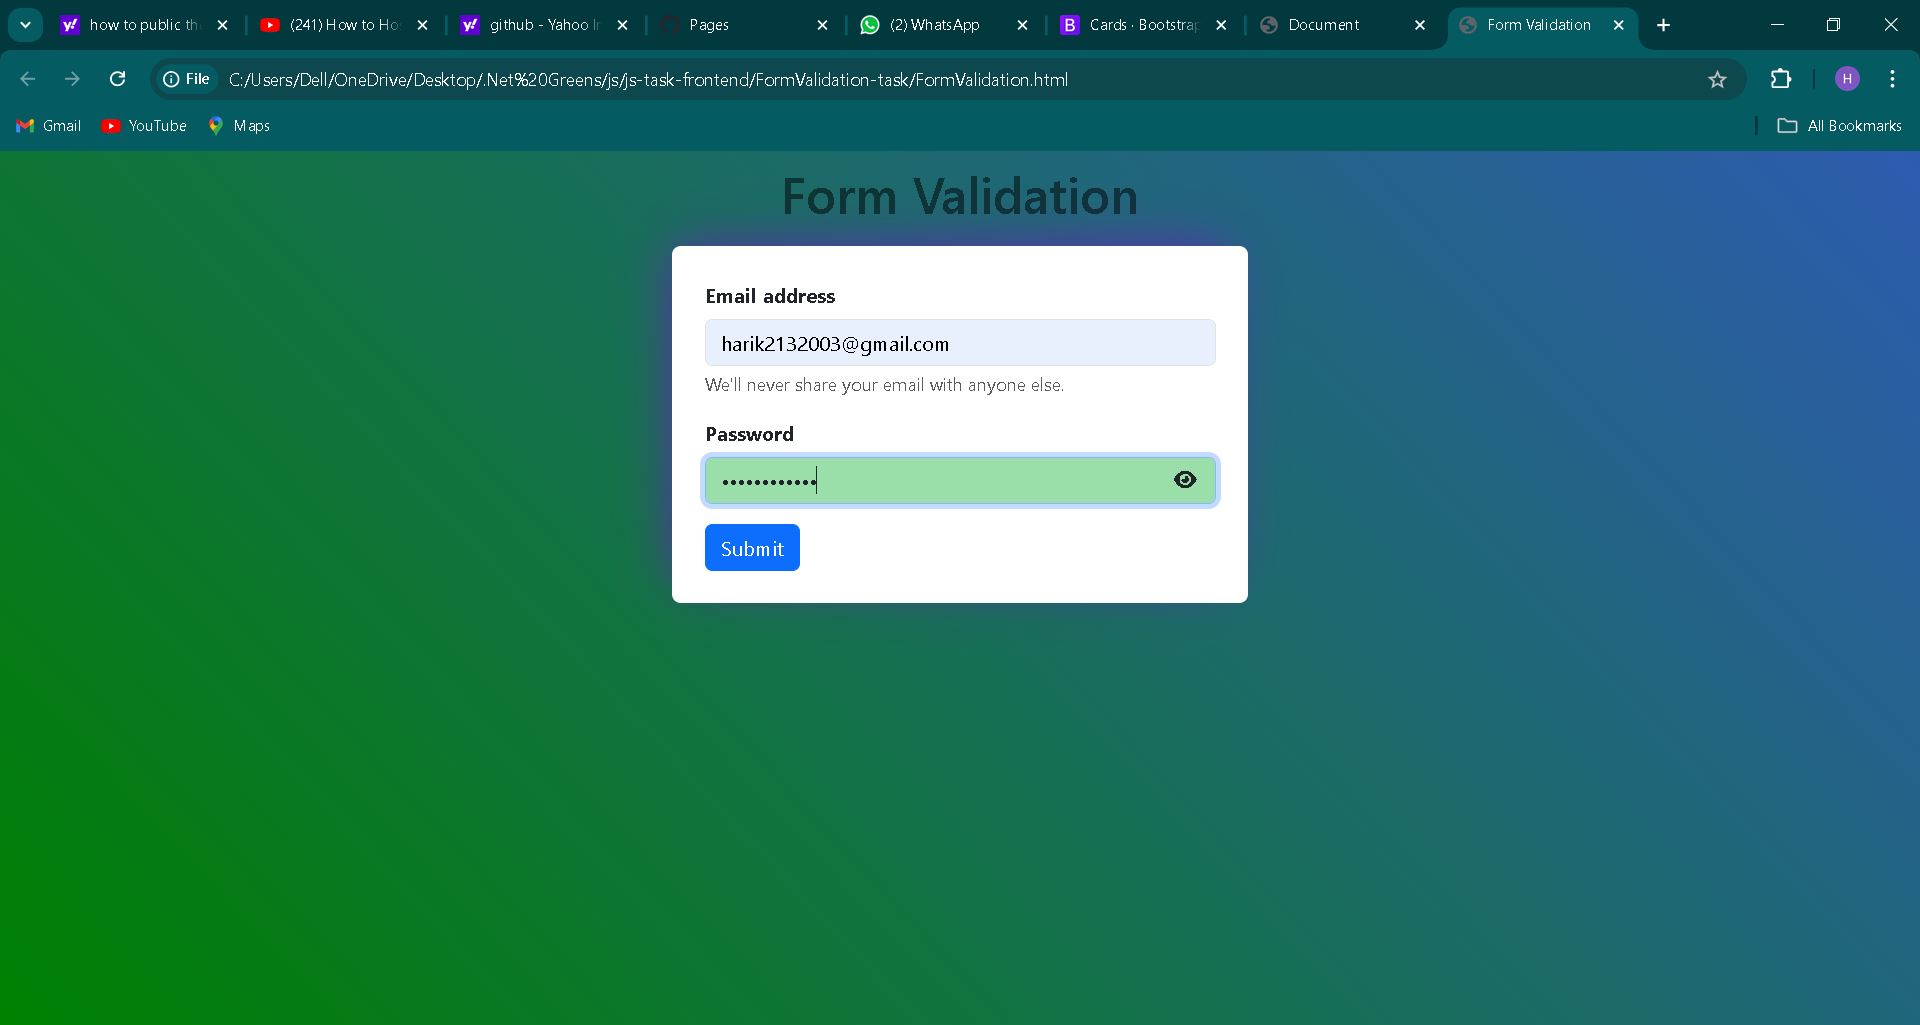 how to public th
(241) How to Hos
github - Yahoo I
Pages
(2) WhatsApp
Cards · Bootstrap
Document
Form Validation
File
C:/Users/Dell/OneDrive/Desktop/.Net%20Greens/js/js-task-frontend/FormValidation-task/FormValidation.html
H
Gmail
YouTube
Maps
All Bookmarks
Form Validation
Email address
harik2132003@gmail.com
We'll never share your email with anyone else.
Password
••••••••••••
Submit